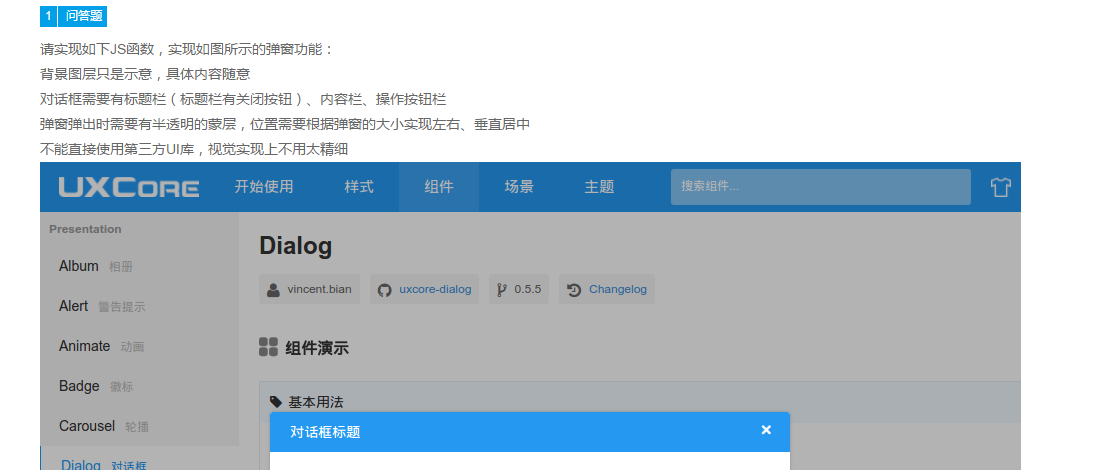 1 问答题
请实现如下JS函数，实现如图所示的弹窗功能：
背景图层只是示意，具体内容随意
对话框需要有标题栏（标题栏有关闭按钮）、内容栏、操作按钮栏
弹窗弹出时需要有半透明的蒙层，位置需要根据弹窗的大小实现左右、垂直居中
不能直接使用第三方UI库，视觉实现上不用太精细
UXCORE 开始使用 样式 组件 场景 主题 搜索组件...
Presentation
Dialog
Album 相册
vincent.bian uxcore-dialog 0.5.5 Changelog
Alert 警告提示
Animate 动画
组件演示
Badge 徽标
基本用法
Carousel 轮播
对话框标题 ×
Dialog 对话框